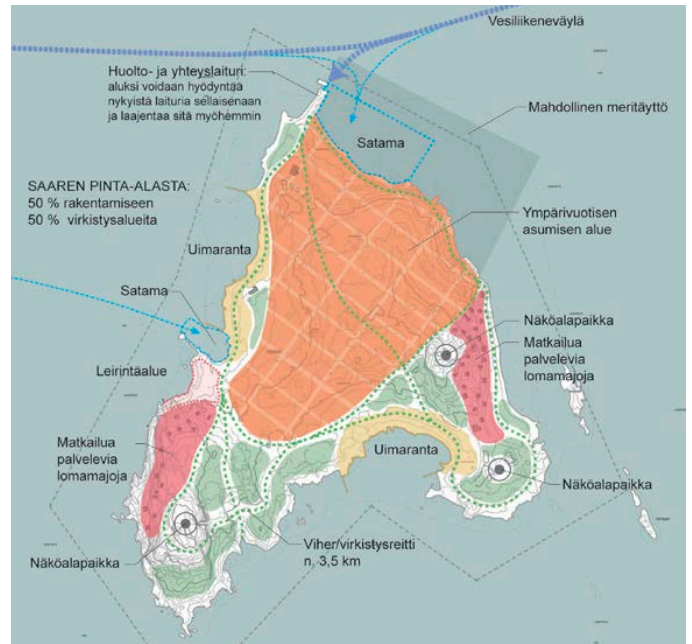 Vesiliikenneväylä
Huolto- ja yhteyslaituri:
aluksi voidaan hyödyntää
nykyistä laituria sellaisenaan
ja laajentaa sitä myöhemmin
Mahdollinen meritäyttö
Satama
SAAREN PINTA-ALASTA:
50 % rakentamiseen
50 % virkistysalueita
Ympärivuotisen
asumisen alue
Uimaranta
Satama
Näköalapaikka
Matkailua
palvelevia
lomamajoja
Leirintäalue
Matkailua
palvelevia
lomamajoja
Uimaranta
Näköalapaikka
Näköalapaikka
Viher/virkistysreitti
n. 3,5 km